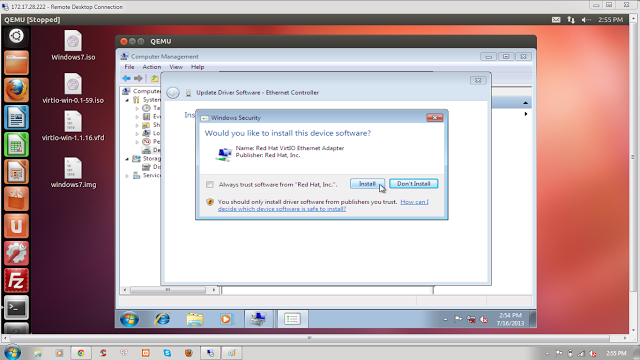 172.17.28.222 - Remote Desktop Connection
QEMU [Stopped]
2:55 PM
Windows7.iso
virtio-win-0.1-59.iso
virtio-win-1.1.16.vfd
windows7.img
QEMU
Computer Management
File Action View Help
Update Driver Software - Ethernet Controller
Windows Security
Would you like to install this device software?
Name: Red Hat VirtIO Ethernet Adapter
Publisher: Red Hat, Inc.
Always trust software from "Red Hat, Inc.".
Install
Don't Install
You should only install driver software from publishers you trust. How can I
decide which device software is safe to install?
2:54 PM
7/16/2013
2:55 PM